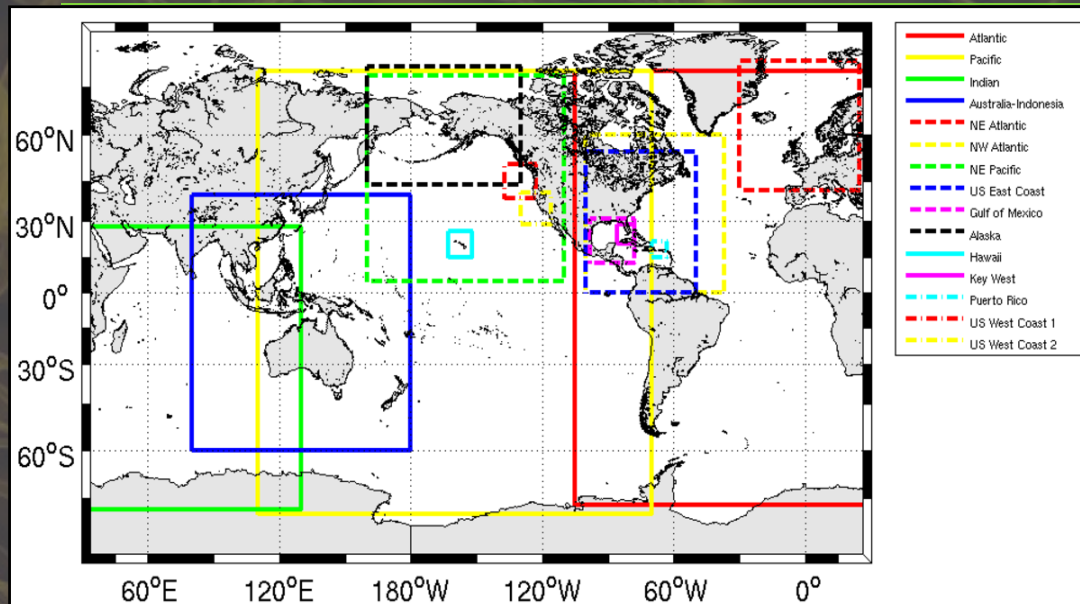 60°N
30°N
0°
30°S
60°S
60°E
120°E
180°W
120°W
60°W
0°
Atlantic
Pacific
Indian
Australia-Indonesia
NE Atlantic
NW Atlantic
NE Pacific
US East Coast
Gulf of Mexico
Alaska
Hawaii
Key West
Puerto Rico
US West Coast 1
US West Coast 2